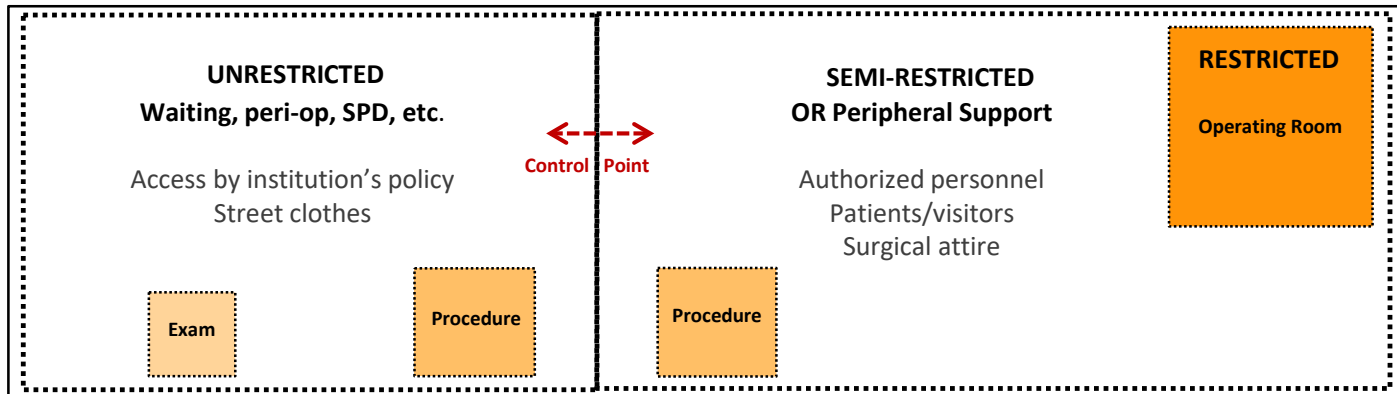 UNRESTRICTED
Waiting, peri-op, SPD, etc.
Access by institution’s policy
Street clothes
Exam
Procedure
Control Point
SEMI-RESTRICTED
OR Peripheral Support
Authorized personnel
Patients/visitors
Surgical attire
Procedure
RESTRICTED
Operating Room